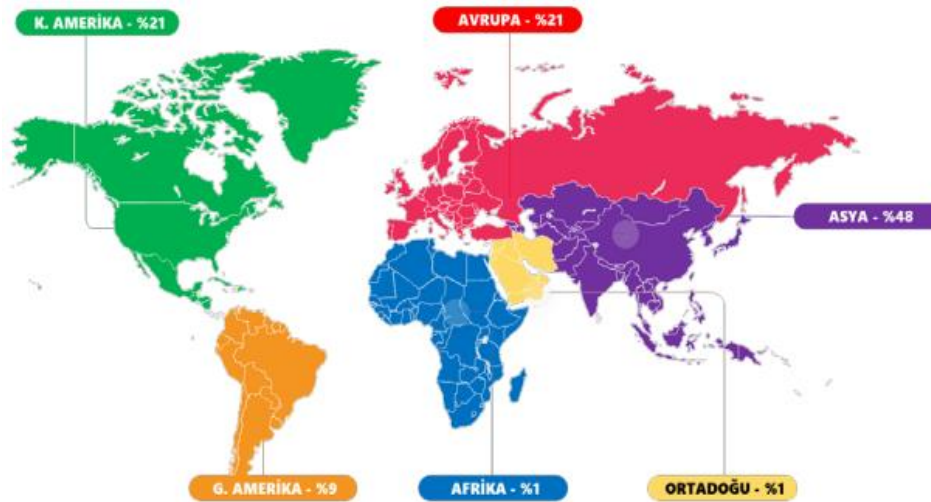 K. AMERİKA - %21
AVRUPA - %21
ASYA - %48
G. AMERİKA - %9
AFRİKA - %1
ORTADOĞU - %1